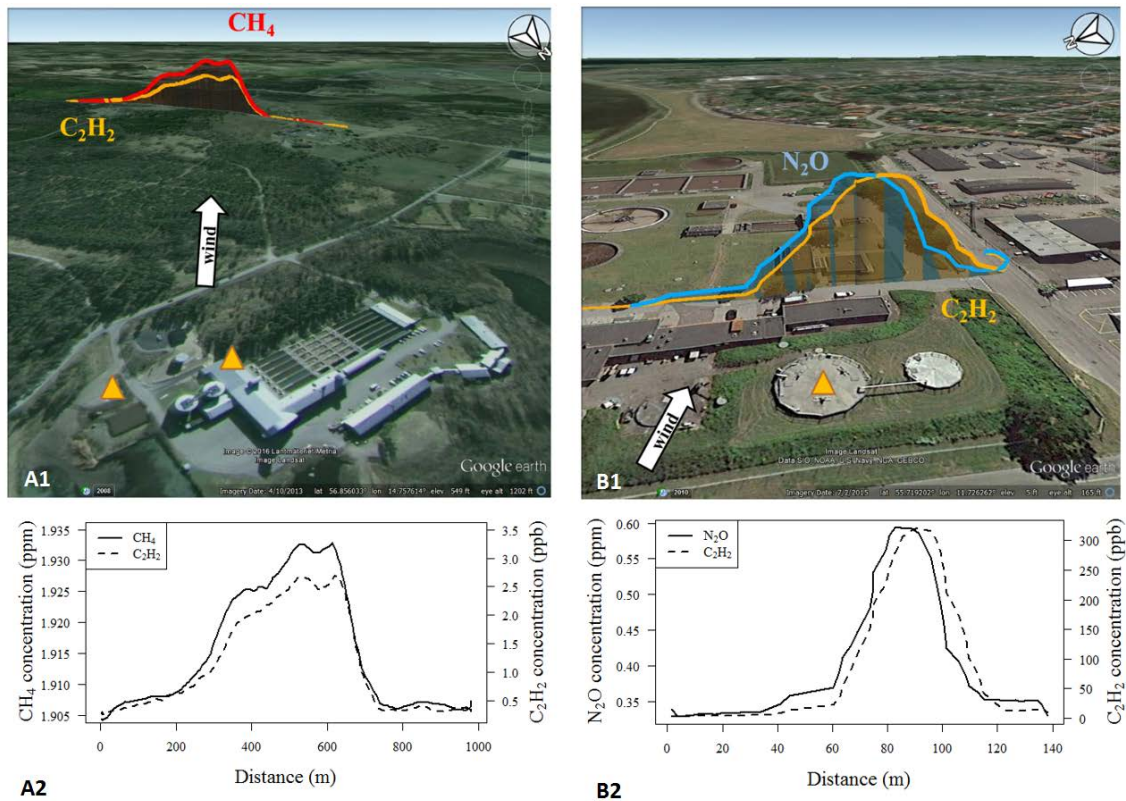 CH₄
C₂H₂
wind
Image © 2016 Lantmäteriet/Metria
Image Landsat
Google earth
A1
2008
Imagery Date: 4/10/2013 lat 56.856033° lon 14.757614° elev 549 ft eye alt 1202 ft
N
N₂O
C₂H₂
wind
Image Landsat
Data SIO, NOAA, U.S. Navy, NGA, GEBCO
Google earth
B1
2010
Imagery Date: 7/2/2015 55.719202° 11.726262° elev 5 ft eye alt 165 ft
CH₄ concentration (ppm)
1.935
1.930
1.925
1.920
1.915
1.910
1.905
CH₄
C₂H₂
3.5
3.0
2.5
2.0
1.5
1.0
0.5
C₂H₂ concentration (ppb)
0 200 400 600 800 1000
Distance (m)
A2
N₂O concentration (ppm)
0.60
0.55
0.50
0.45
0.40
0.35
N₂O
C₂H₂
300
250
200
150
100
50
0
C₂H₂ concentration (ppb)
0 20 40 60 80 100 120 140
Distance (m)
B2